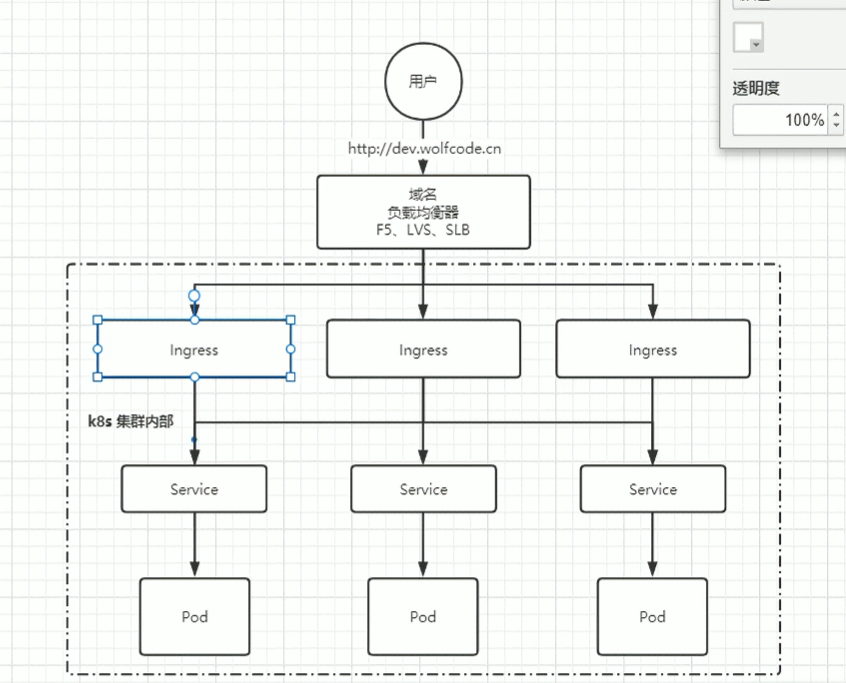 用户
透明度
100%
http://dev.wolfcode.cn
域名
负载均衡器
F5、LVS、SLB
Ingress
Ingress
Ingress
k8s 集群内部
Service
Service
Service
Pod
Pod
Pod